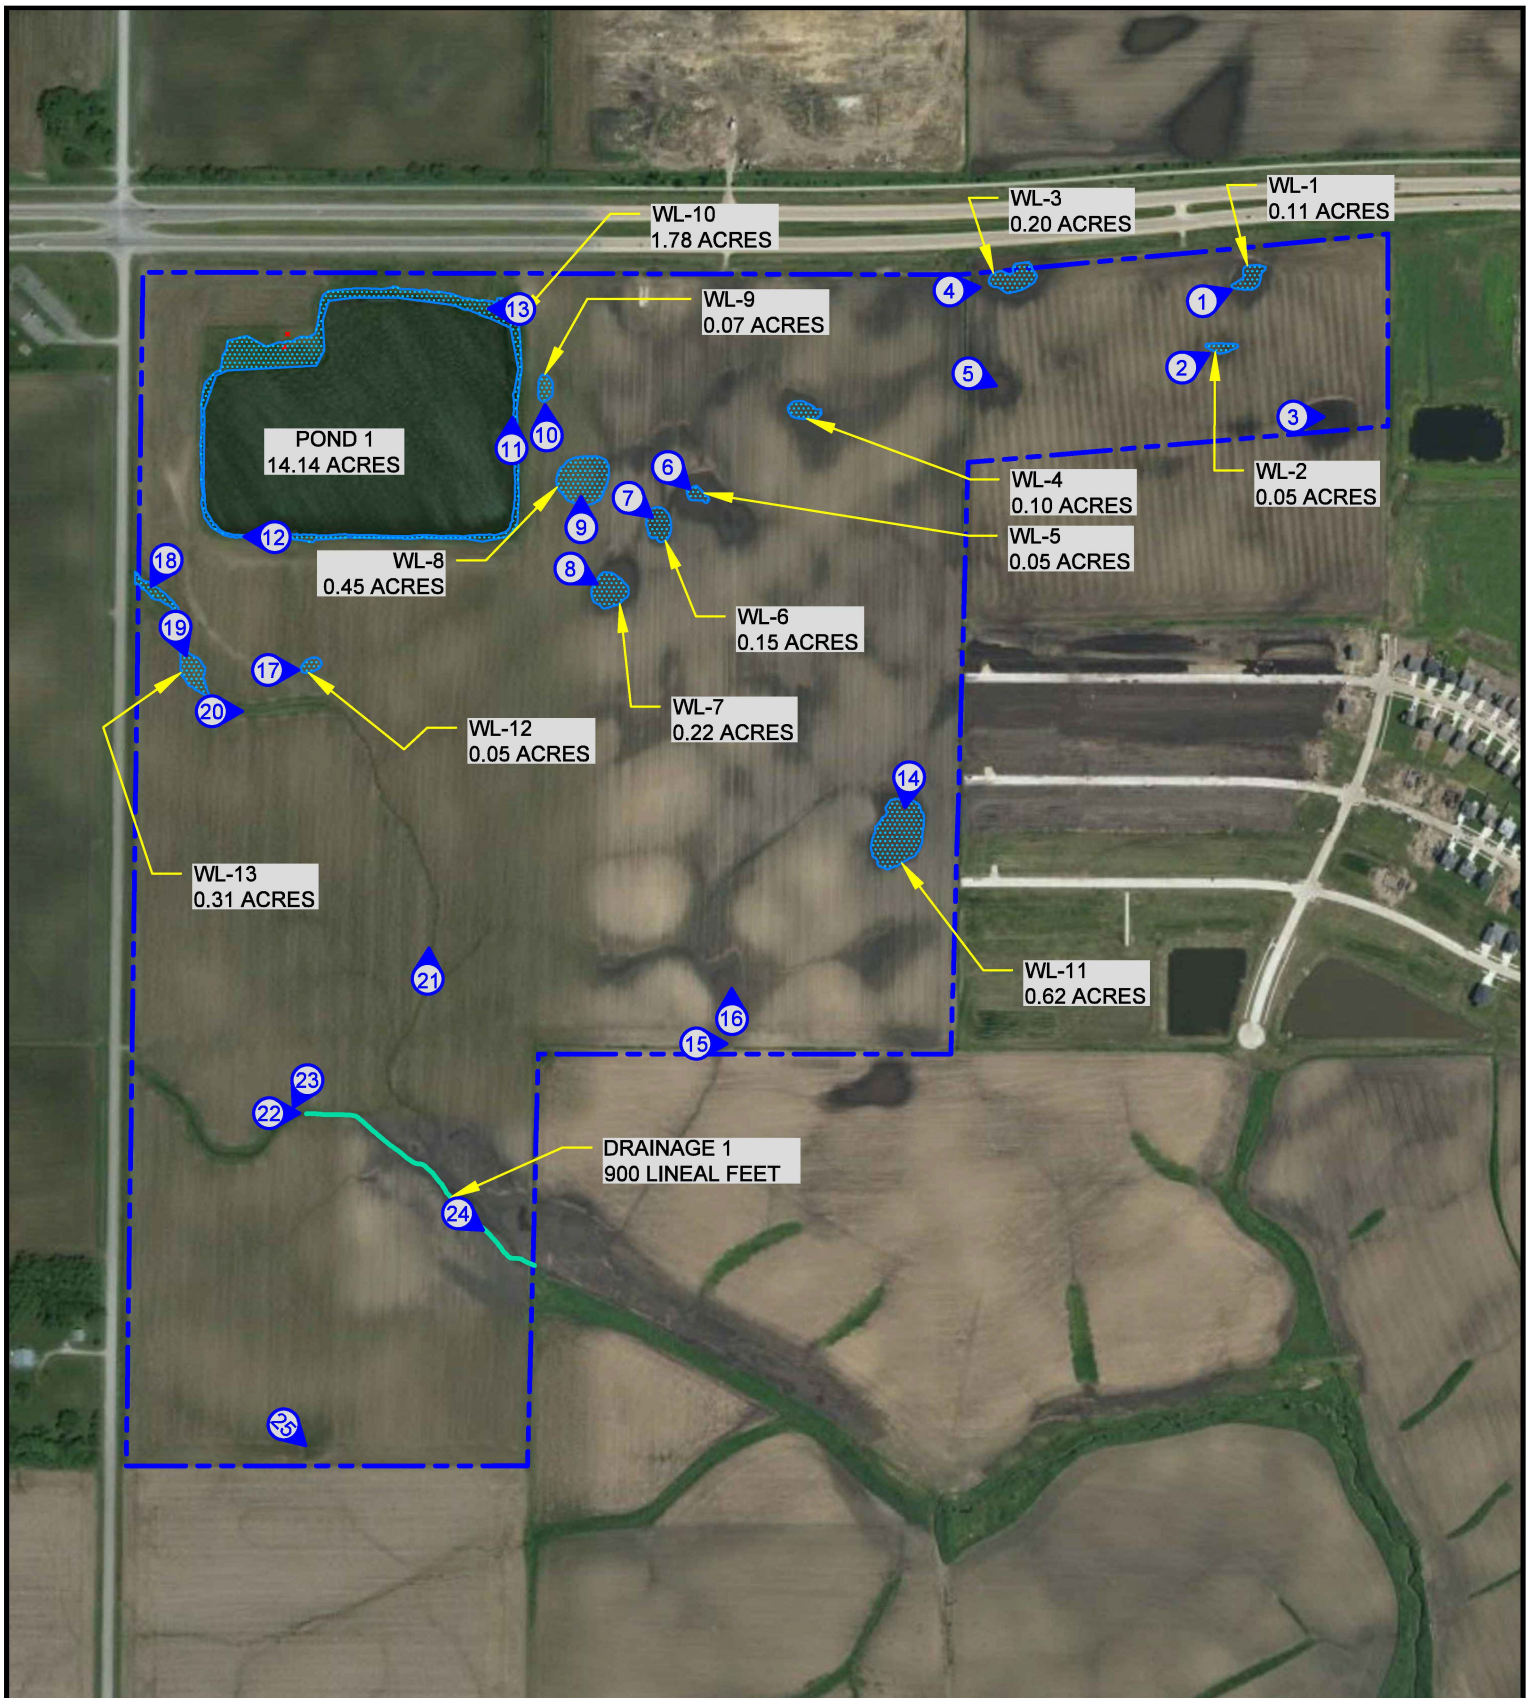 WL-1
0.11 ACRES
WL-3
0.20 ACRES
WL-10
1.78 ACRES
WL-9
0.07 ACRES
13
4
1
2
5
3
POND 1
14.14 ACRES
11
10
6
7
9
12
8
WL-4
0.10 ACRES
WL-2
0.05 ACRES
WL-5
0.05 ACRES
WL-8
0.45 ACRES
18
19
17
20
WL-6
0.15 ACRES
WL-7
0.22 ACRES
WL-12
0.05 ACRES
14
WL-13
0.31 ACRES
21
WL-11
0.62 ACRES
16
15
23
22
DRAINAGE 1
900 LINEAL FEET
24
25